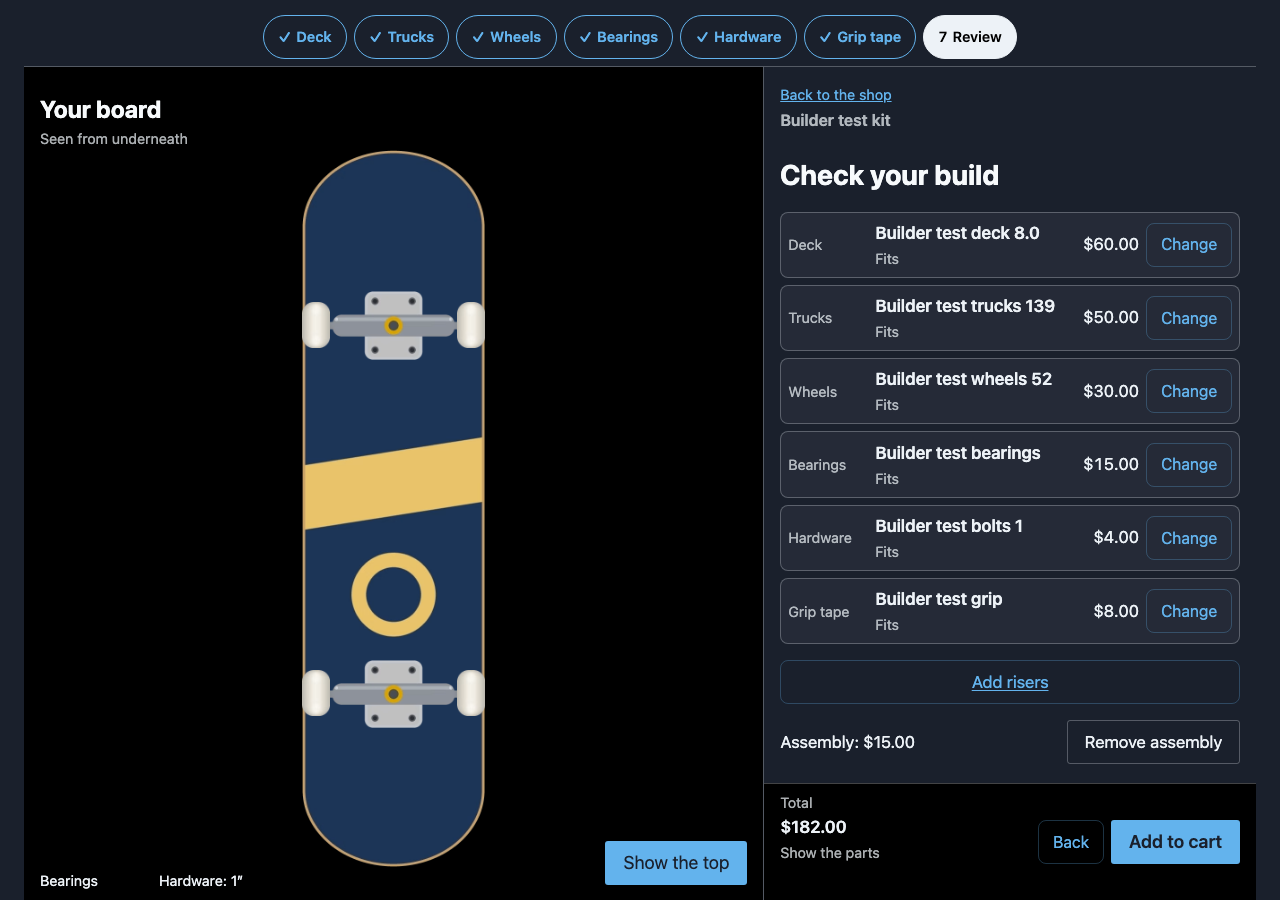 ✓ Deck
✓ Trucks
✓ Wheels
✓ Bearings
✓ Hardware
✓ Grip tape
7 Review
Your board
Seen from underneath
Bearings
Hardware: 1″
Show the top
Back to the shop
Builder test kit
Check your build
Deck
Builder test deck 8.0
Fits
$60.00
Change
Trucks
Builder test trucks 139
Fits
$50.00
Change
Wheels
Builder test wheels 52
Fits
$30.00
Change
Bearings
Builder test bearings
Fits
$15.00
Change
Hardware
Builder test bolts 1
Fits
$4.00
Change
Grip tape
Builder test grip
Fits
$8.00
Change
Add risers
Assembly: $15.00
Remove assembly
Total
$182.00
Show the parts
Back
Add to cart